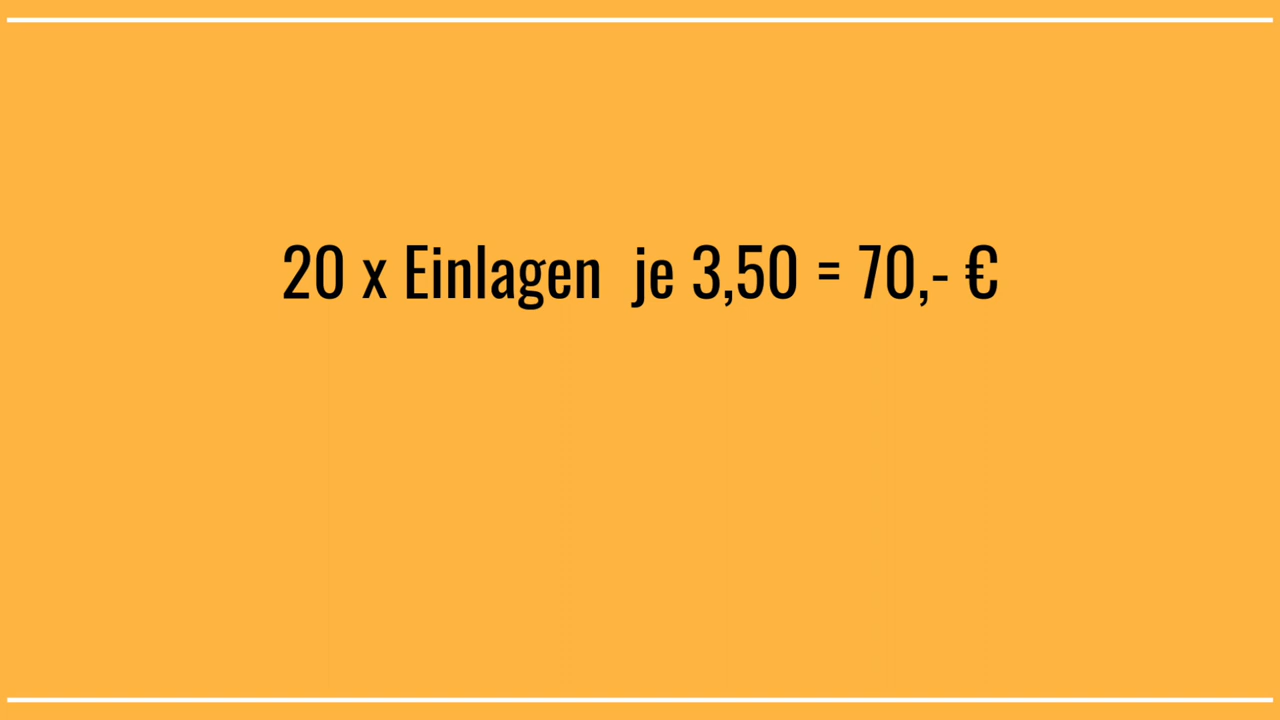 20 x Einlagen  je 3,50 = 70,- €